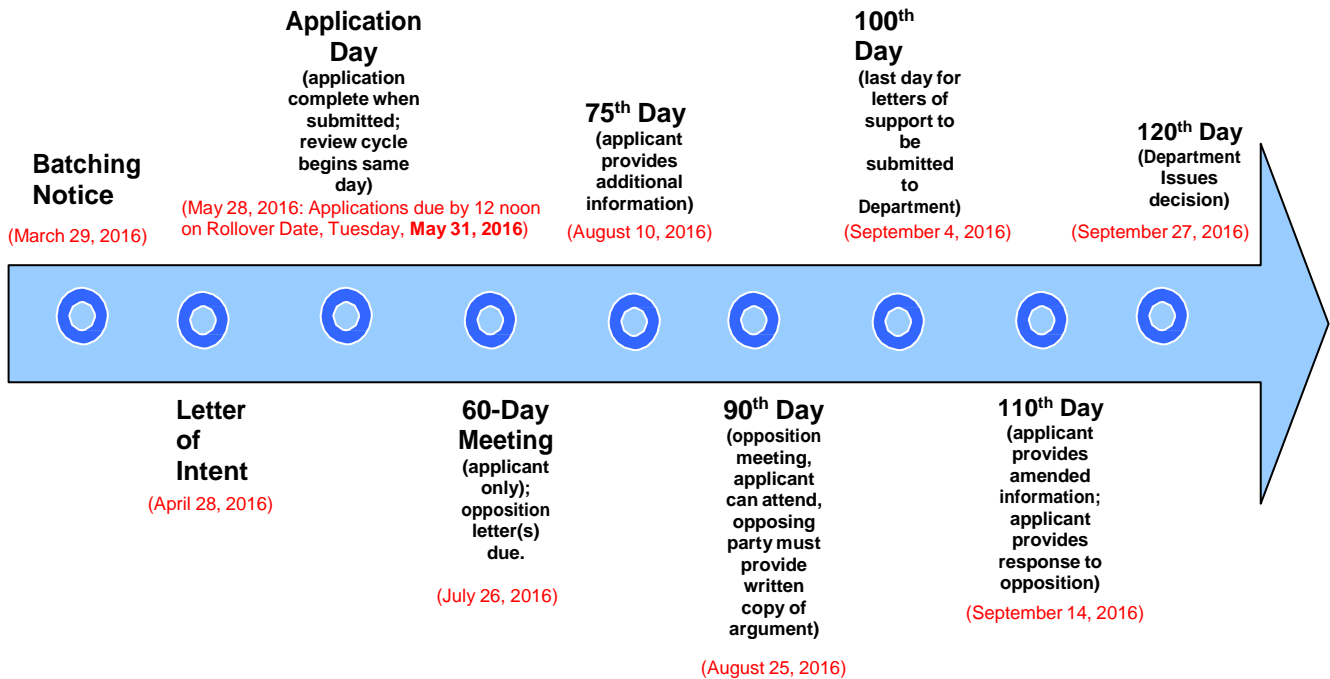 Batching
Notice
(March 29, 2016)
Letter
of
Intent
(April 28, 2016)
Application
Day
(application
complete when
submitted;
review cycle
begins same
day)
(May 28, 2016: Applications due by 12 noon
on Rollover Date, Tuesday, May 31, 2016)
60-Day
Meeting
(applicant
only);
opposition
letter(s)
due.
(July 26, 2016)
75th Day
(applicant
provides
additional
information)
(August 10, 2016)
90th Day
(opposition
meeting,
applicant
can attend,
opposing
party must
provide
written
copy of
argument)
(August 25, 2016)
100th
Day
(last day for
letters of
support to
be
submitted
to
Department)
(September 4, 2016)
110th Day
(applicant
provides
amended
information;
applicant
provides
response to
opposition)
(September 14, 2016)
120th Day
(Department
Issues
decision)
(September 27, 2016)